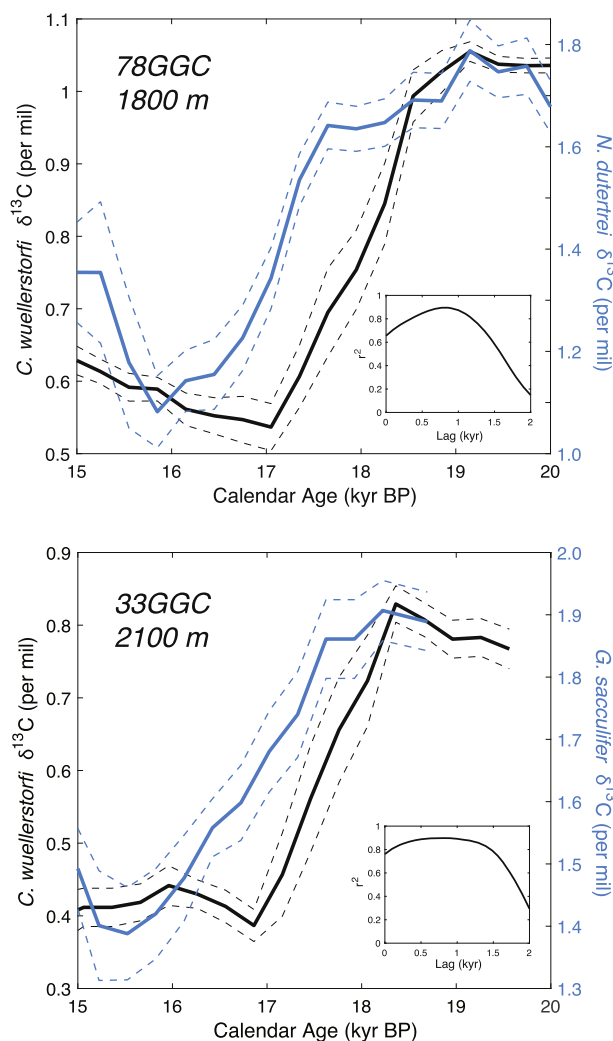 78GGC
1800 m
C. wuellerstorfi δ13C (per mil)
1.1
1
0.9
0.8
0.7
0.6
0.5
N. dutertrei δ13C (per mil)
1.8
1.6
1.4
1.2
1.0
r2
1
0.8
0.6
0.4
0.2
0
0 0.5 1 1.5 2
Lag (kyr)
15 16 17 18 19 20
Calendar Age (kyr BP)
33GGC
2100 m
C. wuellerstorfi δ13C (per mil)
0.9
0.8
0.7
0.6
0.5
0.4
0.3
G. sacculifer δ13C (per mil)
2.0
1.9
1.8
1.7
1.6
1.5
1.4
1.3
r2
1
0.8
0.6
0.4
0.2
0
0 0.5 1 1.5 2
Lag (kyr)
15 16 17 18 19 20
Calendar Age (kyr BP)